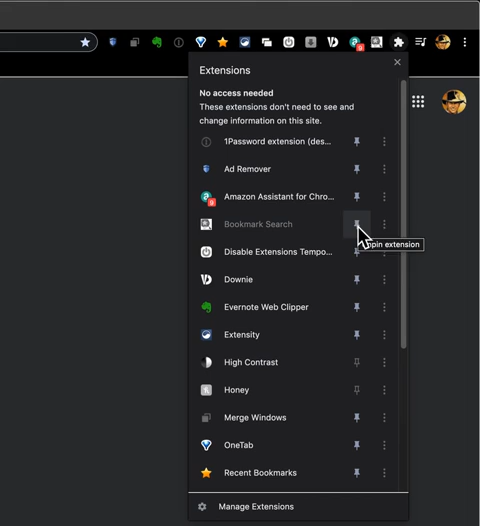 Extensions
No access needed
These extensions don't need to see and
change information on this site.
1Password extension (des...
Ad Remover
Amazon Assistant for Chro...
Bookmark Search
pin extension
Disable Extensions Tempo...
Downie
Evernote Web Clipper
Extensity
High Contrast
Honey
Merge Windows
OneTab
Recent Bookmarks
Manage Extensions